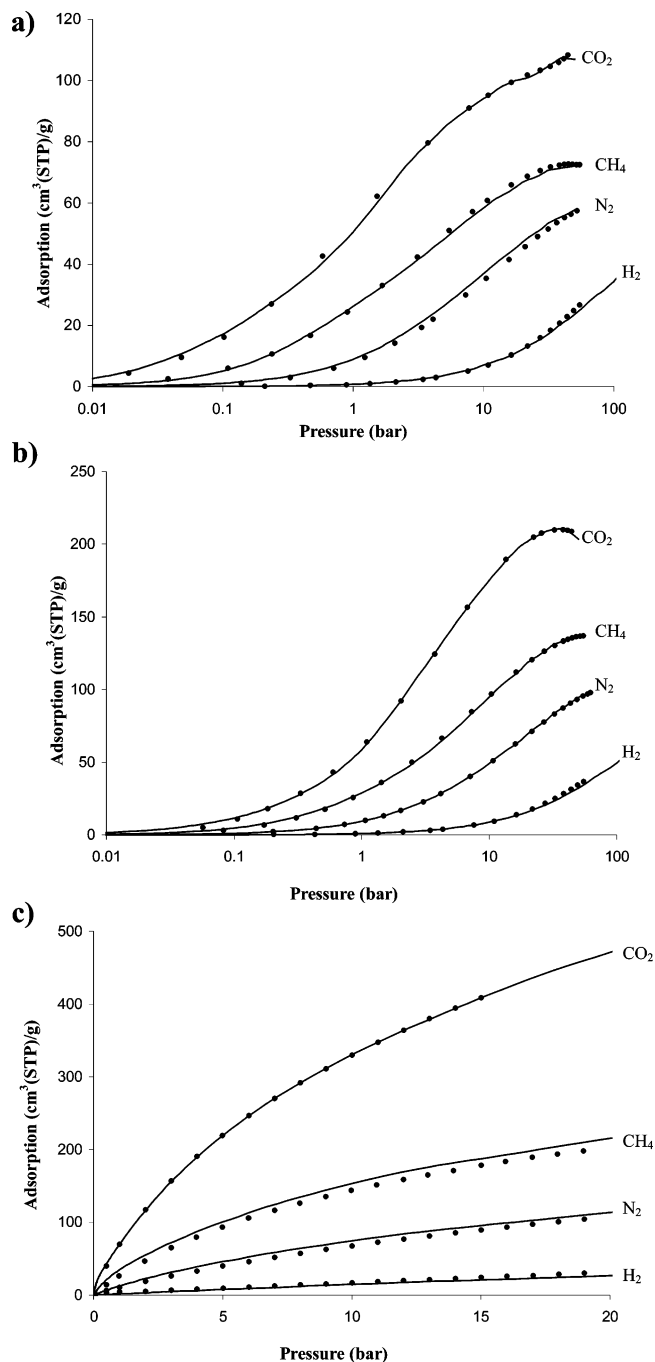 a)
120
100
80
60
40
20
0
Adsorption (cm³(STP)/g)
CO₂
CH₄
N₂
H₂
0.01 0.1 1 10 100
Pressure (bar)
b)
250
200
150
100
50
0
Adsorption (cm³(STP)/g)
CO₂
CH₄
N₂
H₂
0.01 0.1 1 10 100
Pressure (bar)
c)
500
400
300
200
100
0
Adsorption (cm³(STP)/g)
CO₂
CH₄
N₂
H₂
0 5 10 15 20
Pressure (bar)